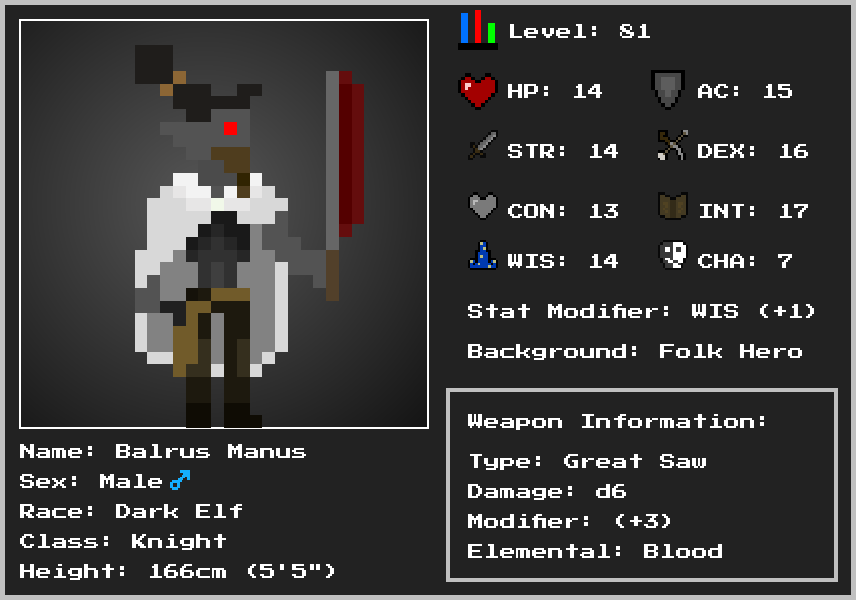 Level: 81
HP: 14
AC: 15
STR: 14
DEX: 16
CON: 13
INT: 17
WIS: 14
CHA: 7
Stat Modifier: WIS (+1)
Background: Folk Hero
Weapon Information:
Type: Great Saw
Damage: d6
Modifier: (+3)
Elemental: Blood
Name: Balrus Manus
Sex: Male♂
Race: Dark Elf
Class: Knight
Height: 166cm (5'5")